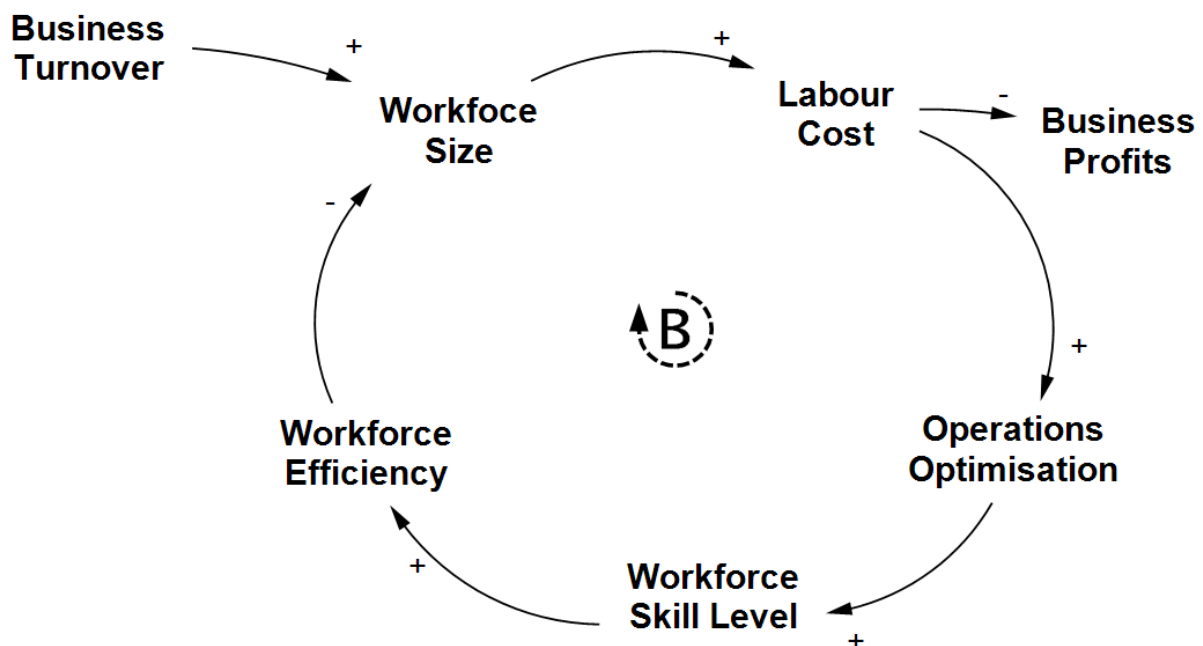 Business
Turnover
+
+
Workfoce
Size
Labour
Cost
-
Business
Profits
-
B
+
Workforce
Efficiency
Operations
Optimisation
+
Workforce
Skill Level
+